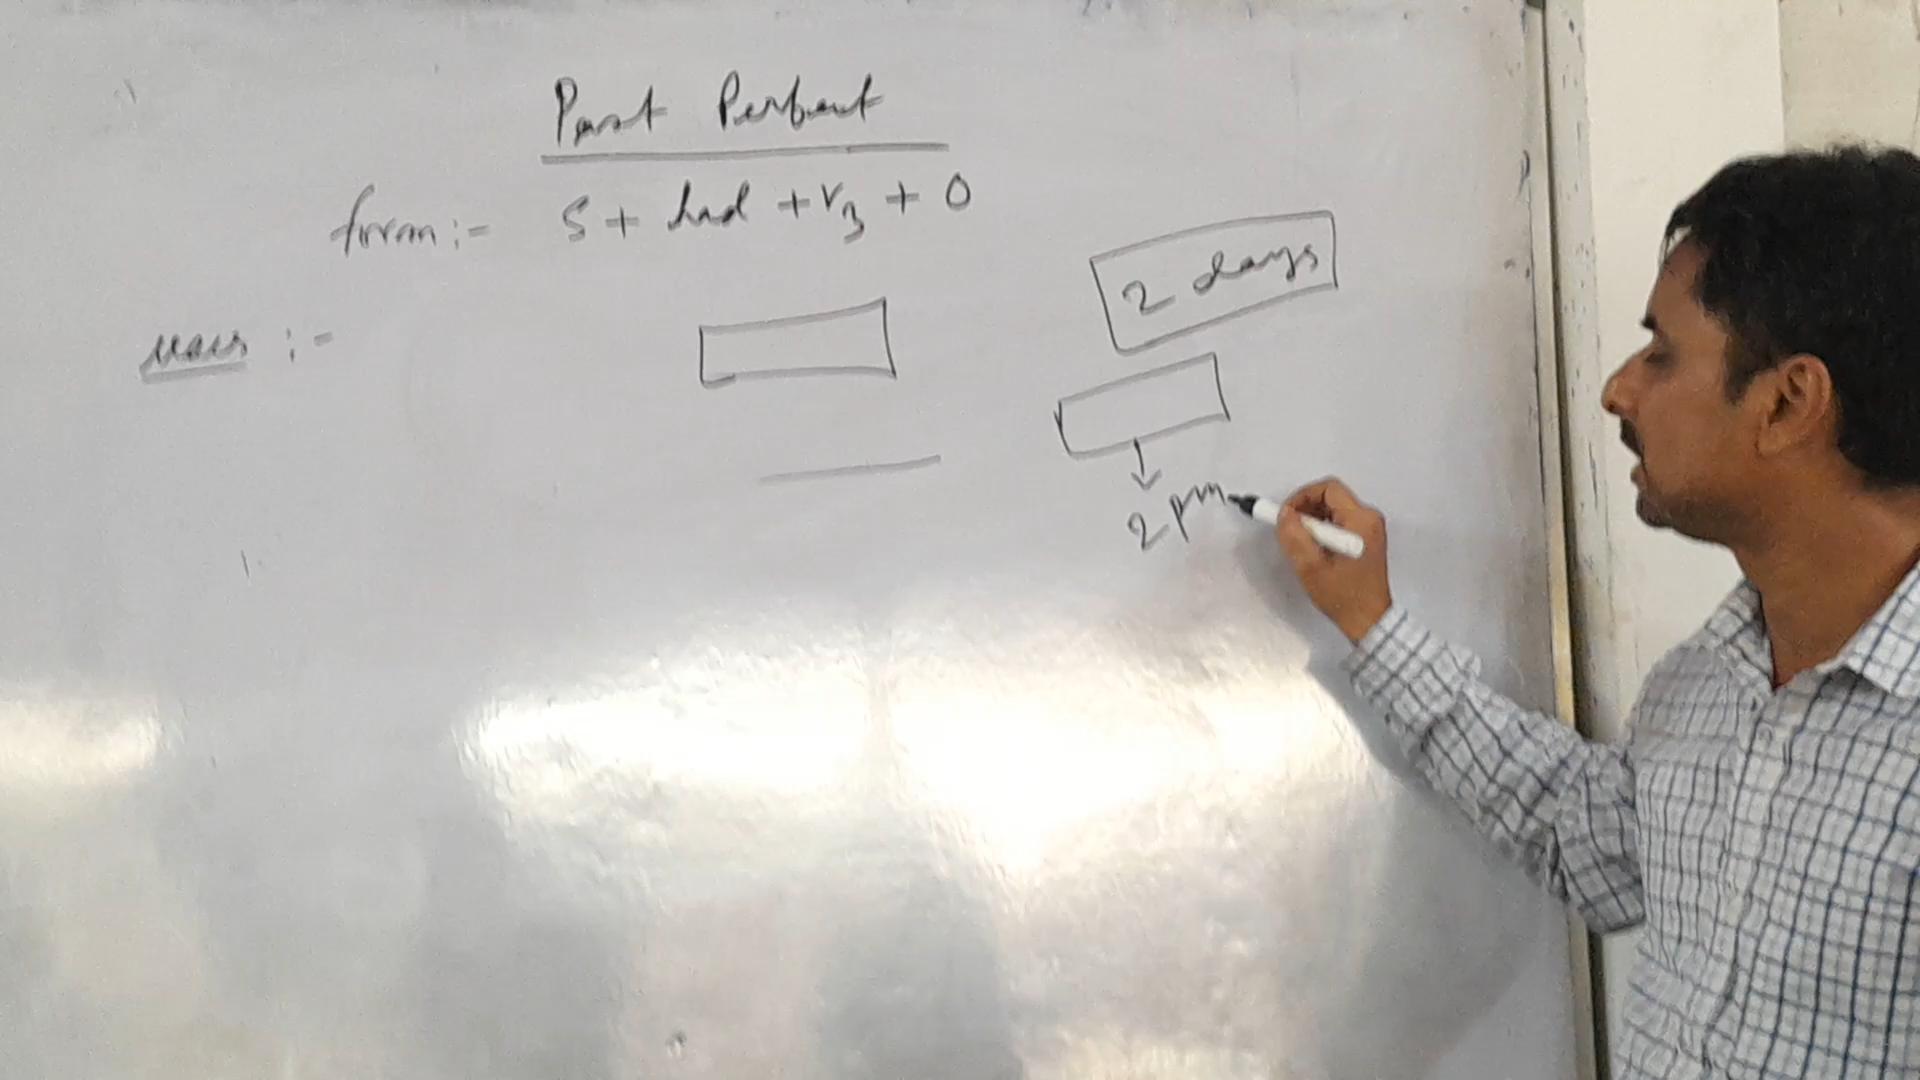 Past Perfect
form :- S + had + V3 + O
uses :-
2 days
2 pm